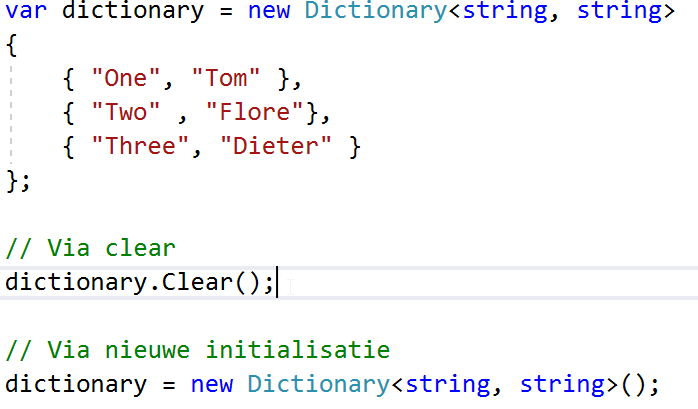 var dictionary = new Dictionary<string, string>
{
    { "One", "Tom" },
    { "Two" , "Flore"},
    { "Three", "Dieter" }
};
// Via clear
dictionary.Clear();
// Via nieuwe initialisatie
dictionary = new Dictionary<string, string>();